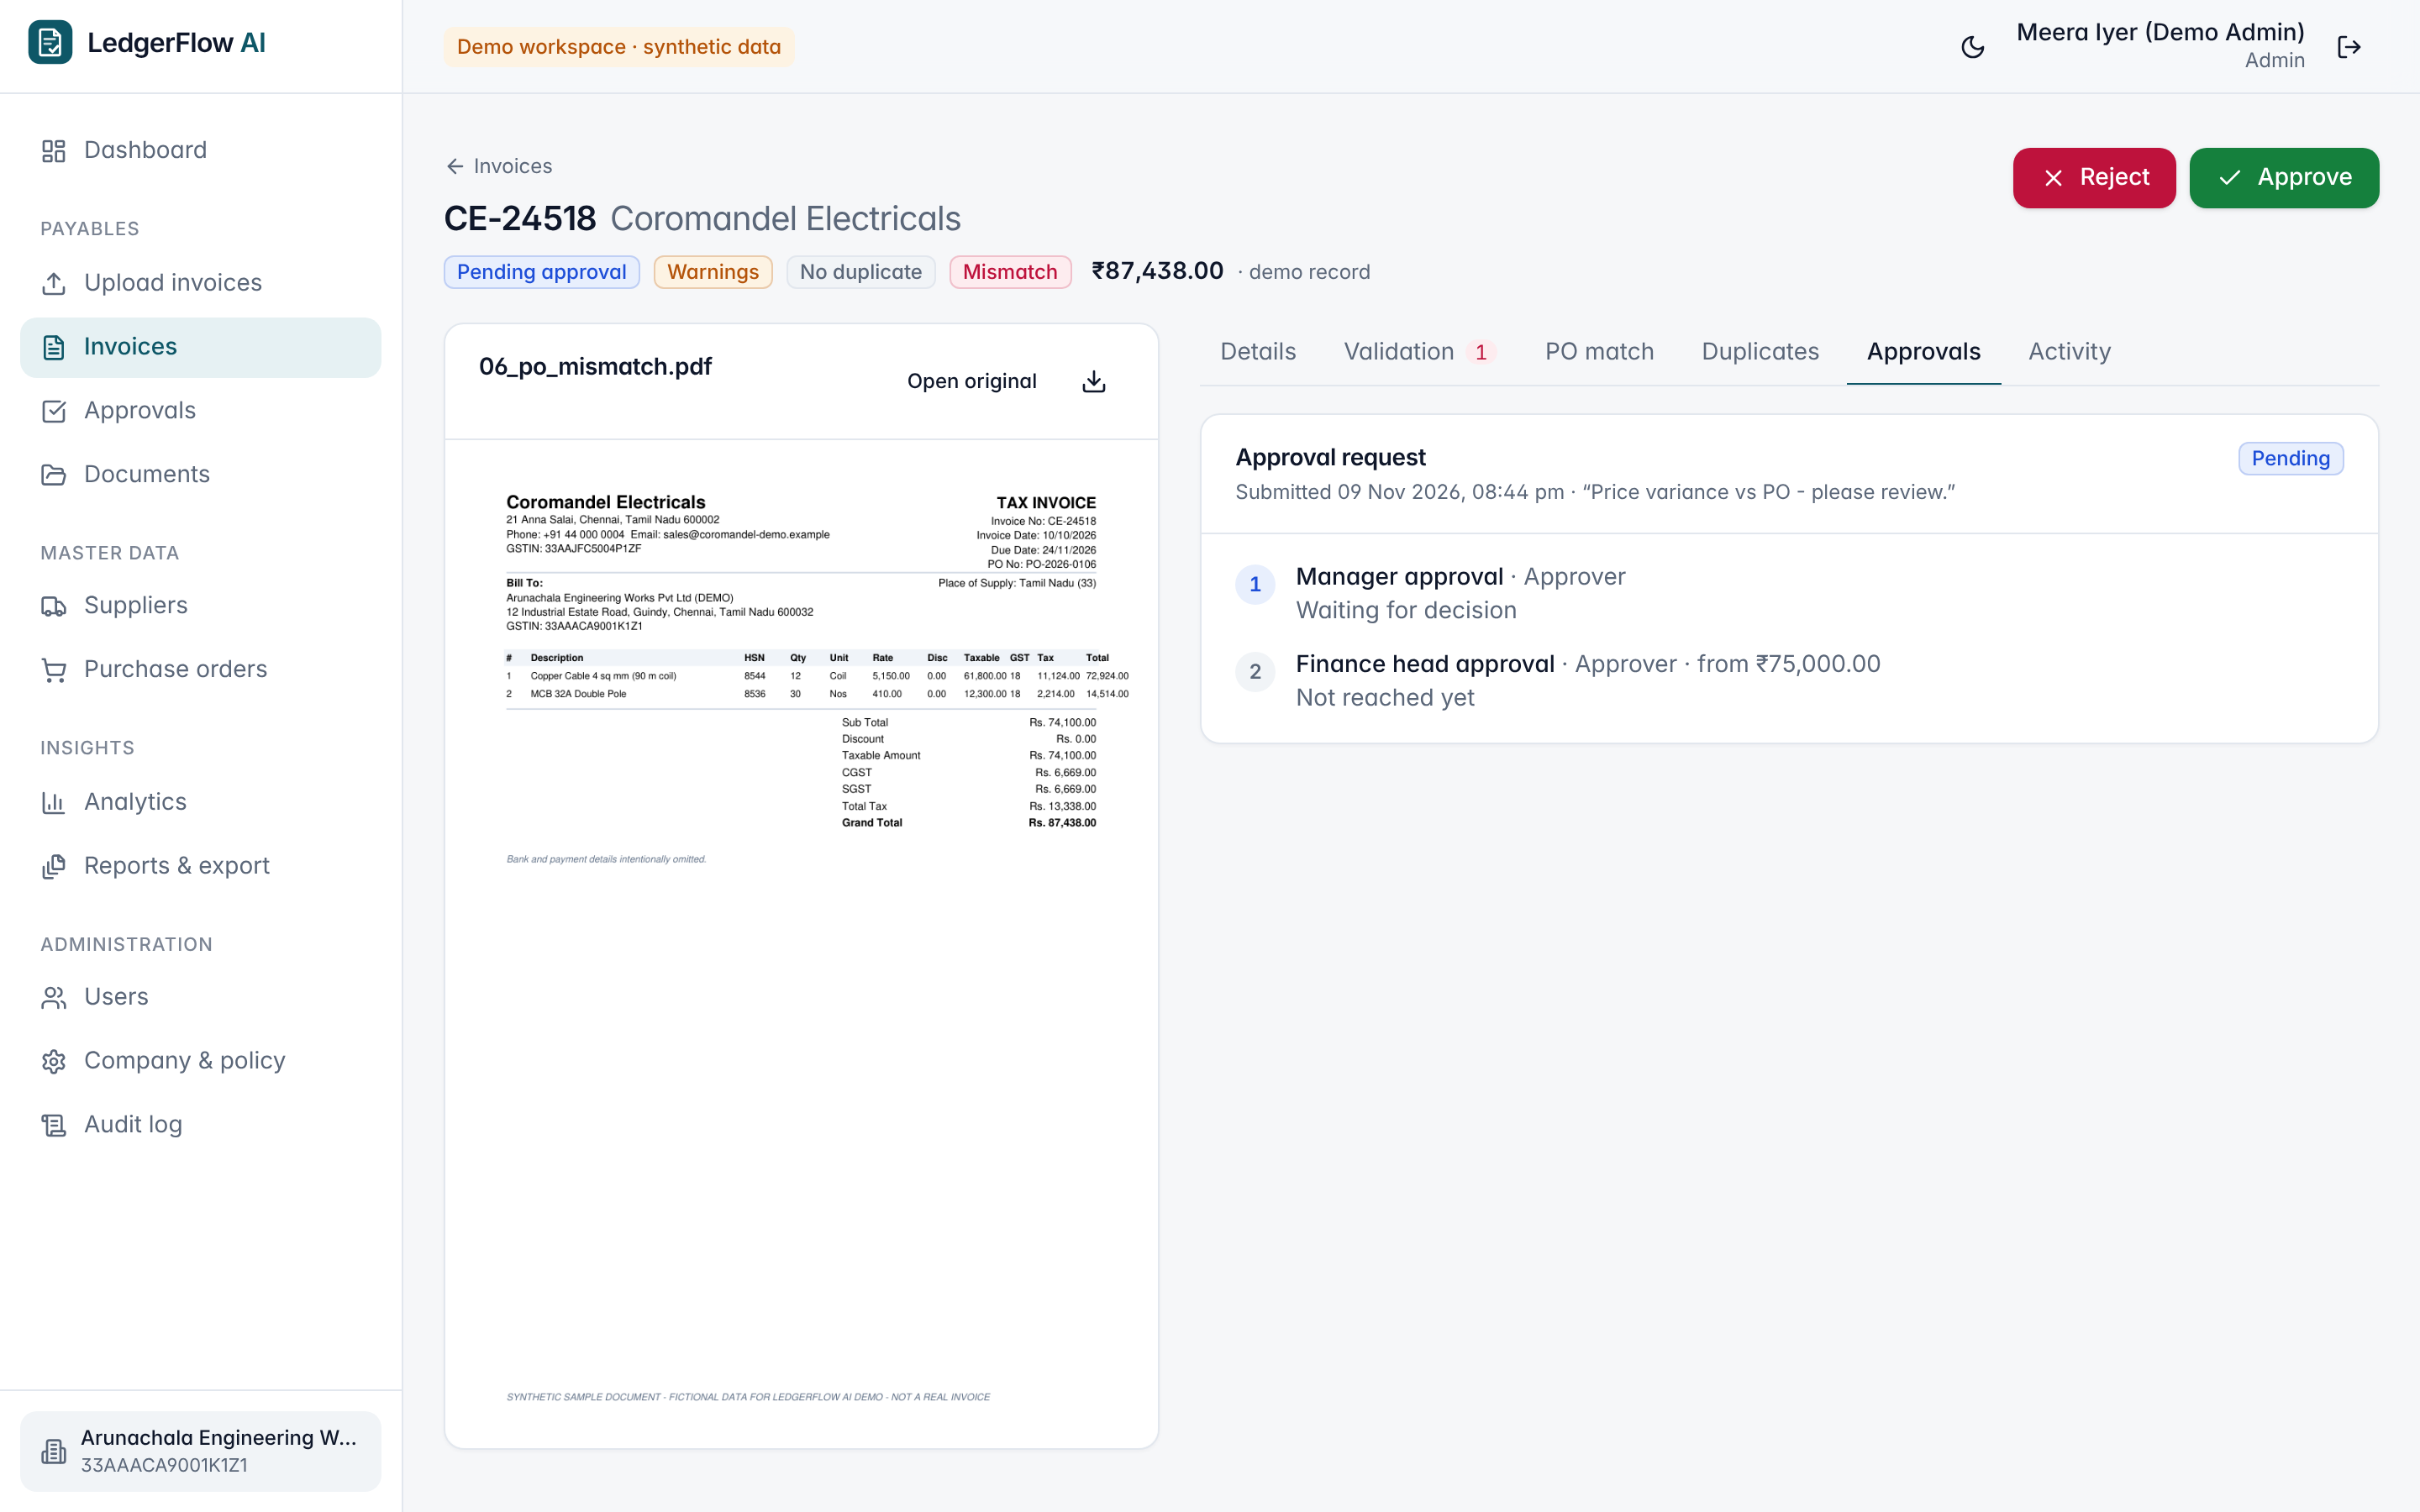 LedgerFlow AI
Demo workspace · synthetic data
Meera Iyer (Demo Admin)
Admin
Dashboard
PAYABLES
Upload invoices
Invoices
Approvals
Documents
MASTER DATA
Suppliers
Purchase orders
INSIGHTS
Analytics
Reports & export
ADMINISTRATION
Users
Company & policy
Audit log
Arunachala Engineering W...
33AAACA9001K1Z1
Invoices
CE-24518 Coromandel Electricals
Pending approval Warnings No duplicate Mismatch ₹87,438.00 · demo record
Reject Approve
06_po_mismatch.pdf
Open original
Coromandel Electricals
21 Anna Salai, Chennai, Tamil Nadu 600002
Phone: +91 44 000 0004 Email: sales@coromandel-demo.example
GSTIN: 33AAJFC5004P1ZF
TAX INVOICE
Invoice No: CE-24518
Invoice Date: 10/10/2026
Due Date: 24/11/2026
PO No: PO-2026-0106
Bill To:
Arunachala Engineering Works Pvt Ltd (DEMO)
12 Industrial Estate Road, Guindy, Chennai, Tamil Nadu 600032
GSTIN: 33AAACA9001K1Z1
Place of Supply: Tamil Nadu (33)
# Description HSN Qty Unit Rate Disc Taxable GST Tax Total
1 Copper Cable 4 sq mm (90 m coil) 8544 12 Coil 5,150.00 0.00 61,800.00 18 11,124.00 72,924.00
2 MCB 32A Double Pole 8536 30 Nos 410.00 0.00 12,300.00 18 2,214.00 14,514.00
Sub Total Rs. 74,100.00
Discount Rs. 0.00
Taxable Amount Rs. 74,100.00
CGST Rs. 6,669.00
SGST Rs. 6,669.00
Total Tax Rs. 13,338.00
Grand Total Rs. 87,438.00
Bank and payment details intentionally omitted.
SYNTHETIC SAMPLE DOCUMENT - FICTIONAL DATA FOR LEDGERFLOW AI DEMO - NOT A REAL INVOICE
Details Validation 1 PO match Duplicates Approvals Activity
Approval request
Pending
Submitted 09 Nov 2026, 08:44 pm · “Price variance vs PO - please review.”
1 Manager approval · Approver
Waiting for decision
2 Finance head approval · Approver · from ₹75,000.00
Not reached yet